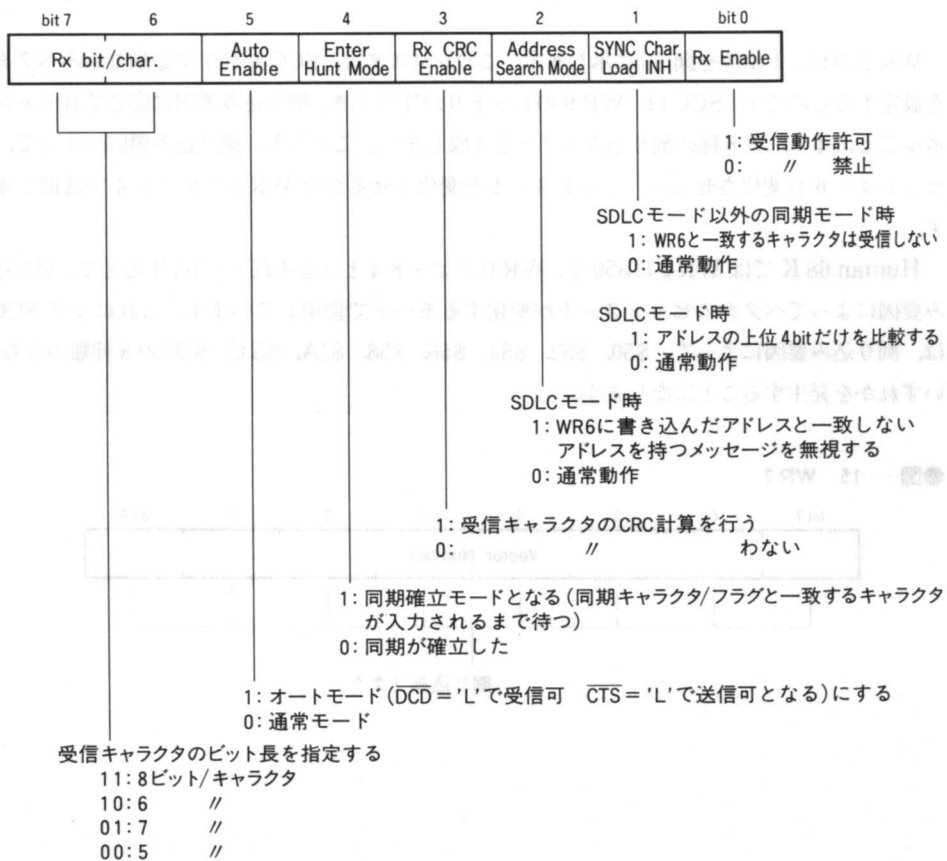 bit 7 6 5 4 3 2 1 bit 0
Rx bit/char. Auto Enable Enter Hunt Mode Rx CRC Enable Address Search Mode SYNC Char. Load INH Rx Enable
1: 受信動作許可
0: 〃 禁止
SDLCモード以外の同期モード時
1: WR6と一致するキャラクタは受信しない
0: 通常動作
SDLCモード時
1: アドレスの上位4bitだけを比較する
0: 通常動作
SDLCモード時
1: WR6に書き込んだアドレスと一致しない
アドレスを持つメッセージを無視する
0: 通常動作
1: 受信キャラクタのCRC計算を行う
0: 〃 わない
1: 同期確立モードとなる(同期キャラクタ/フラグと一致するキャラクタ
が入力されるまで待つ)
0: 同期が確立した
1: オートモード(DCD='L'で受信可 CTS='L'で送信可となる)にする
0: 通常モード
受信キャラクタのビット長を指定する
11: 8ビット/キャラクタ
10: 6 〃
01: 7 〃
00: 5 〃